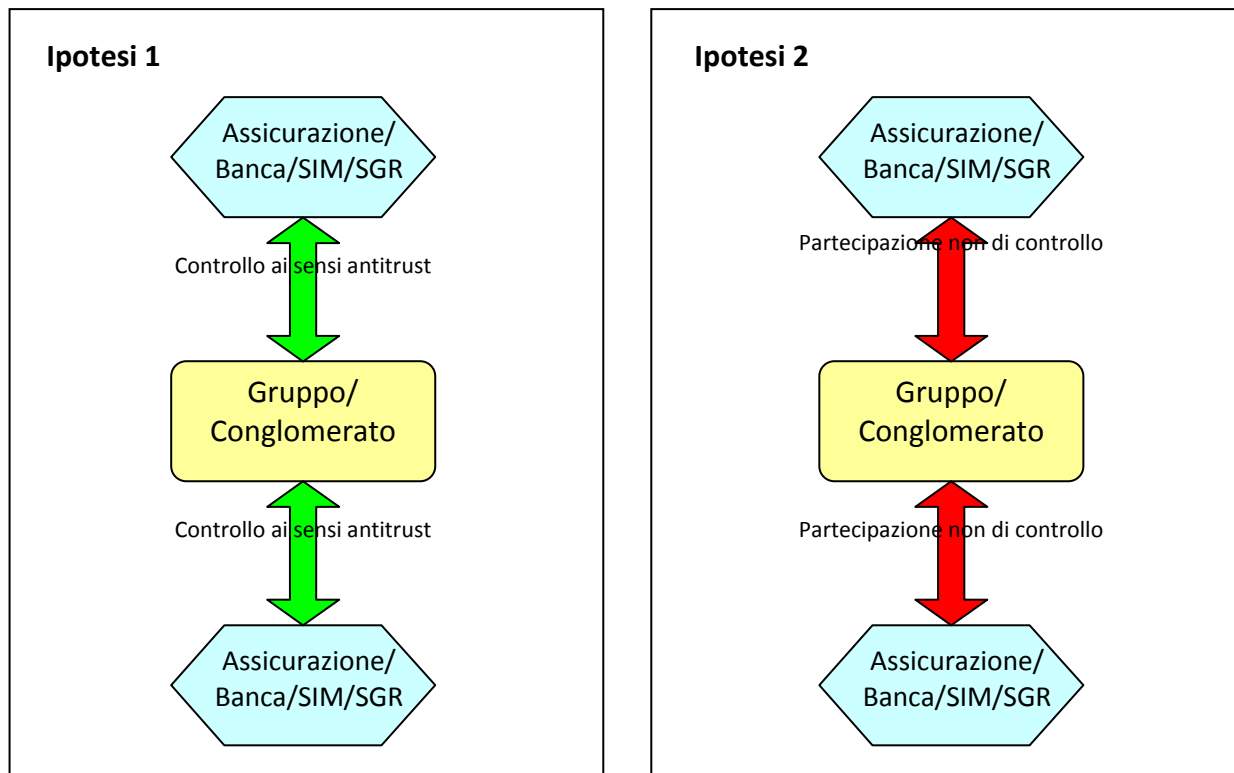 Ipotesi 1
Assicurazione/
Banca/SIM/SGR
Controllo ai sensi antitrust
Gruppo/
Conglomerato
Controllo ai sensi antitrust
Assicurazione/
Banca/SIM/SGR
Ipotesi 2
Assicurazione/
Banca/SIM/SGR
Partecipazione non di controllo
Gruppo/
Conglomerato
Partecipazione non di controllo
Assicurazione/
Banca/SIM/SGR